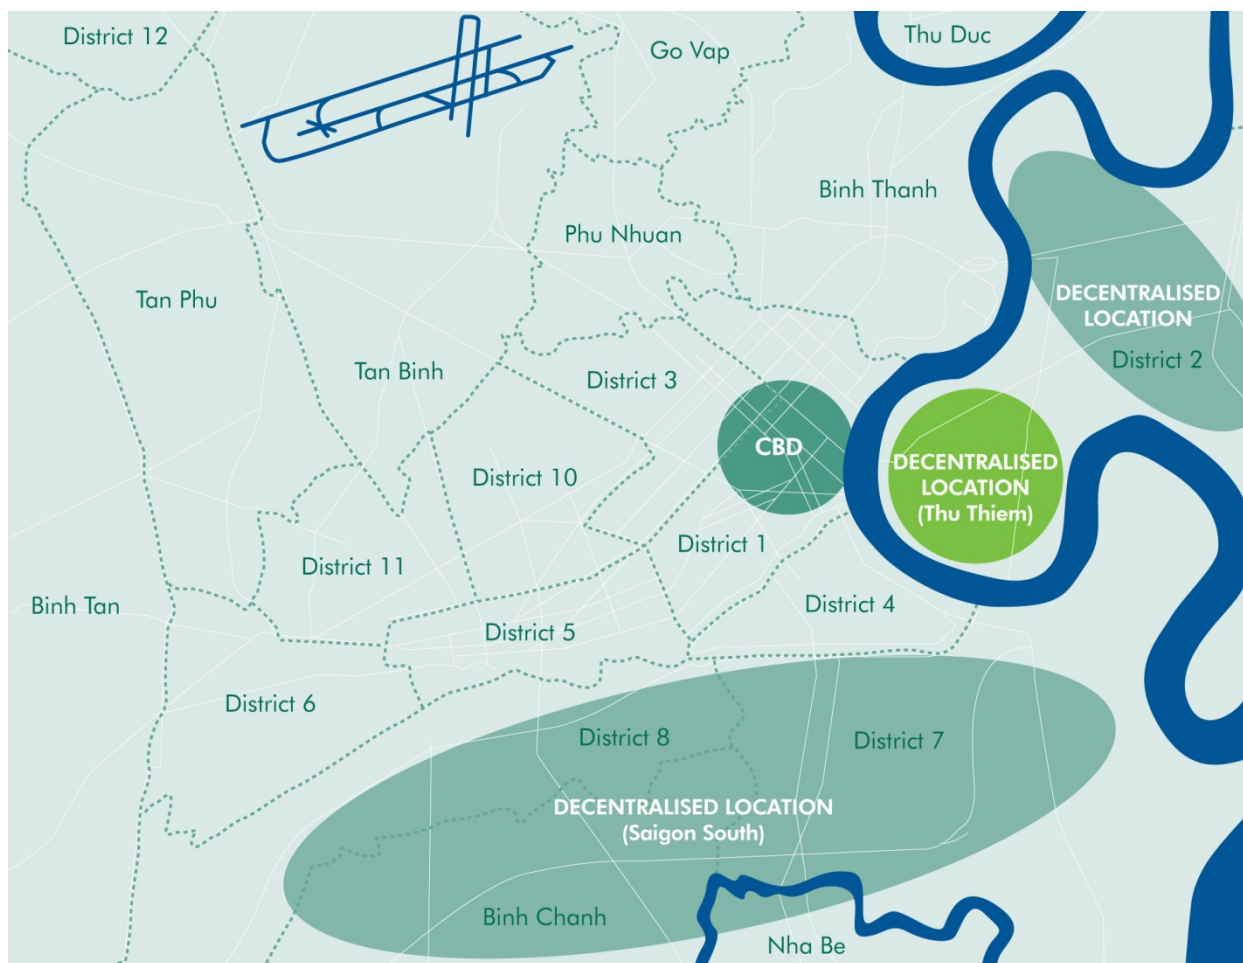 District 12
Go Vap
Thu Duc
Binh Thanh
Phu Nhuan
Tan Phu
DECENTRALISED
LOCATION
District 2
Tan Binh
District 3
CBD
DECENTRALISED
LOCATION
(Thu Thiem)
District 10
District 1
District 11
Binh Tan
District 4
District 5
District 6
District 8
District 7
DECENTRALISED LOCATION
(Saigon South)
Binh Chanh
Nha Be